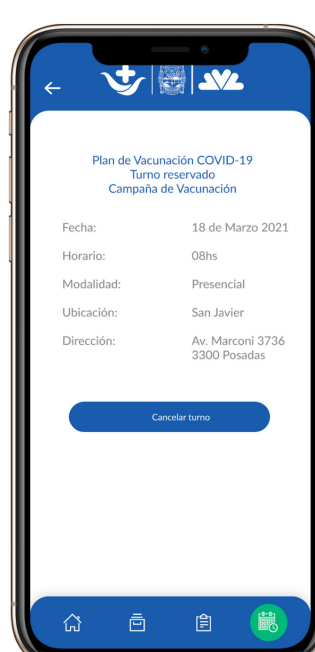 Plan de Vacunación COVID-19
Turno reservado
Campaña de Vacunación
Fecha: 18 de Marzo 2021
Horario: 08hs
Modalidad: Presencial
Ubicación: San Javier
Dirección: Av. Marconi 3736
3300 Posadas
Cancelar turno